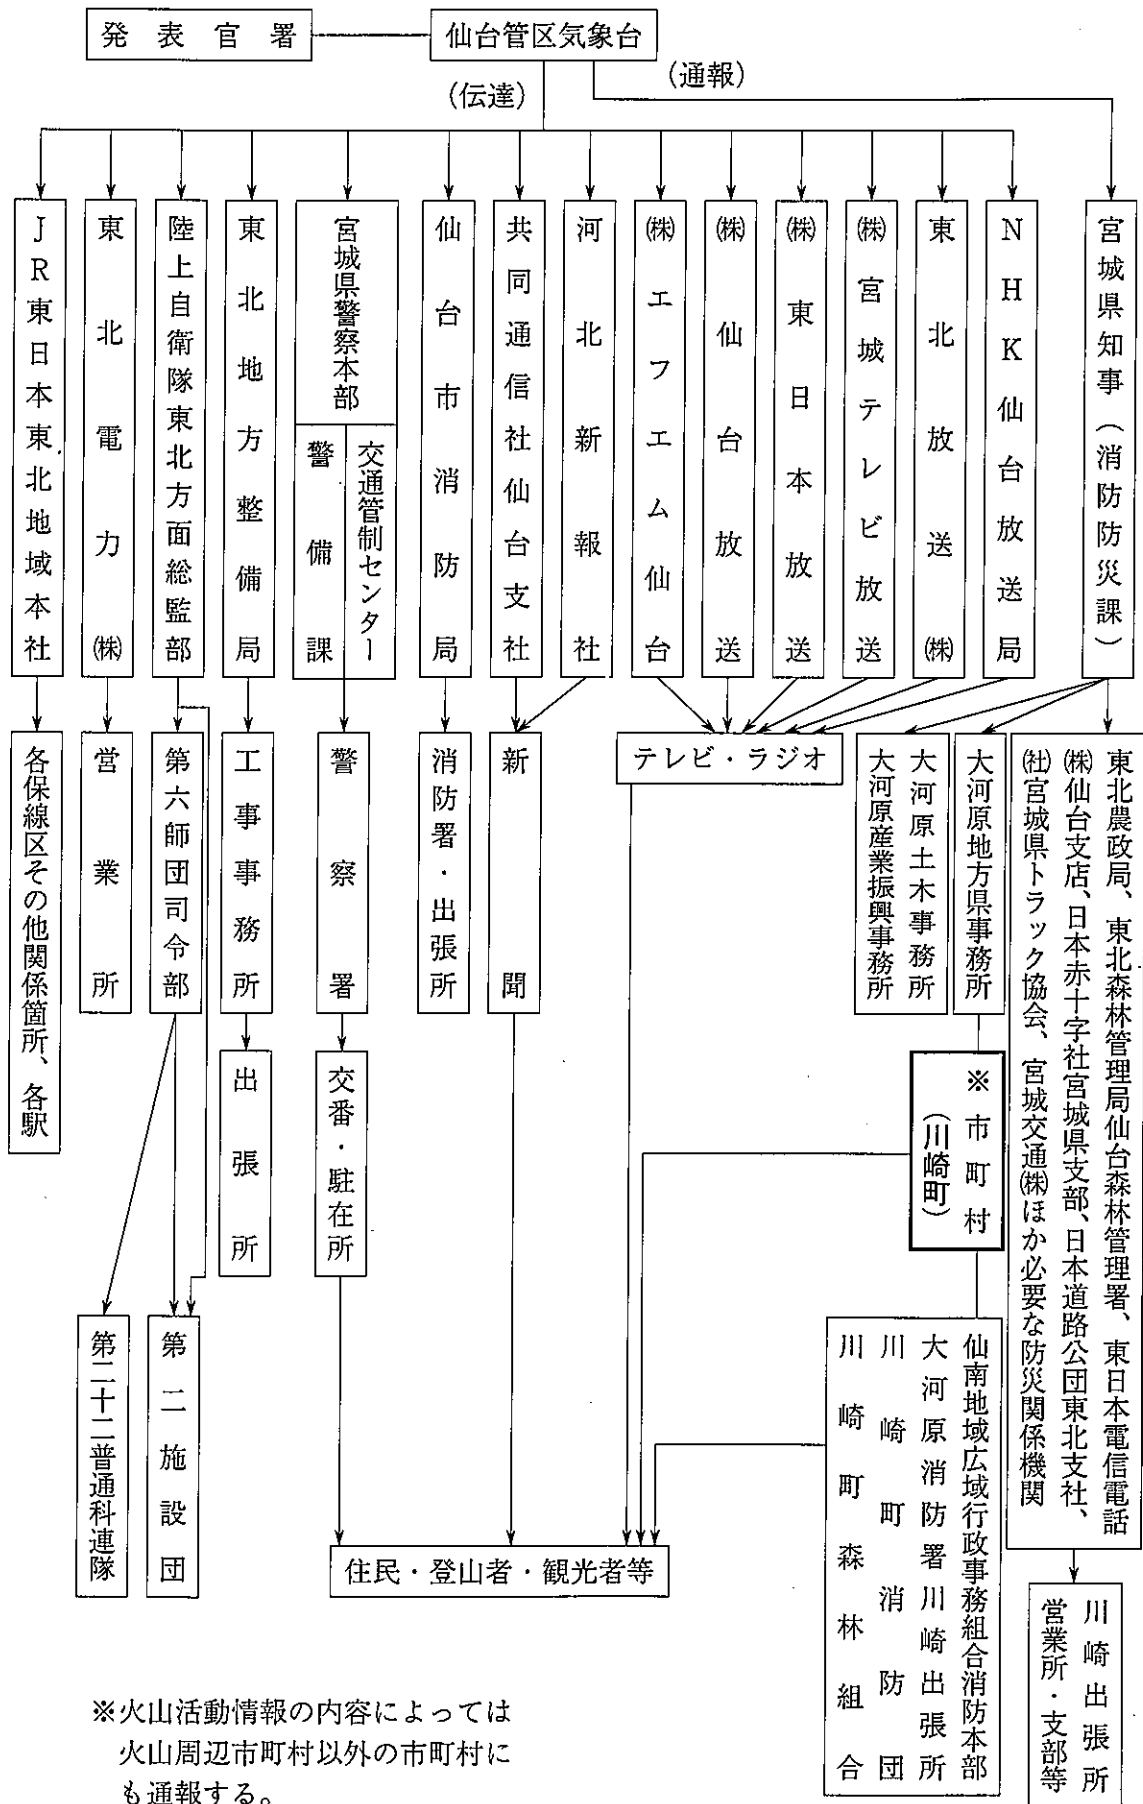 発表官署
仙台管区気象台
(伝達)
(通報)
JR東日本東北地域本社
東北電力㈱
陸上自衛隊東北方面総監部
東北地方整備局
宮城県警察本部
警備課
交通管制センター
仙台市消防局
共同通信社仙台支社
河北新報社
㈱エフエム仙台
㈱仙台放送
㈱東日本放送
㈱宮城テレビ放送
東北放送㈱
NHK仙台放送局
宮城県知事(消防防災課)
各保線区その他関係箇所、各駅
営業所
第六師団司令部
工事事務所
警察署
消防署・出張所
新聞
テレビ・ラジオ
大河原産業振興事務所
大河原土木事務所
大河原地方県事務所
東北農政局、東北森林管理局仙台森林管理署、東日本電信電話
㈱仙台支店、日本赤十字社宮城県支部、日本道路公団東北支社、
㈳宮城県トラック協会、宮城交通㈱ほか必要な防災関係機関
出張所
交番・駐在所
※市町村
(川崎町)
第二十二普通科連隊
第二施設団
住民・登山者・観光者等
仙南地域広域行政事務組合消防本部
大河原消防署川崎出張所
川崎町消防団
川崎町森林組合
川崎出張所
営業所・支部等
※火山活動情報の内容によっては
火山周辺市町村以外の市町村に
も通報する。